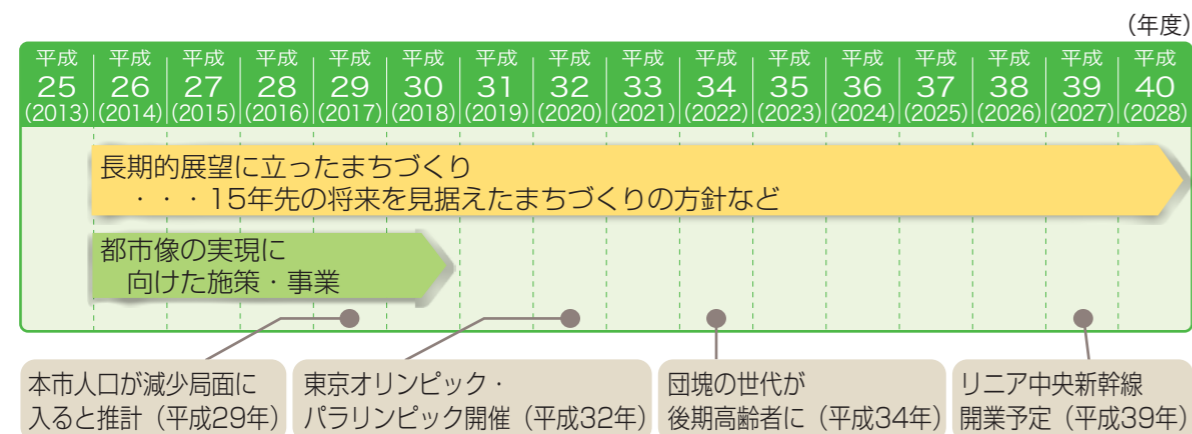 （年度）
平成 平成 平成 平成 平成 平成 平成 平成 平成 平成 平成 平成 平成 平成 平成 平成
25 26 27 28 29 30 31 32 33 34 35 36 37 38 39 40
(2013) (2014) (2015) (2016) (2017) (2018) (2019) (2020) (2021) (2022) (2023) (2024) (2025) (2026) (2027) (2028)
長期的展望に立ったまちづくり
・・・15年先の将来を見据えたまちづくりの方針など
都市像の実現に
向けた施策・事業
本市人口が減少局面に
入ると推計（平成29年）
東京オリンピック・
パラリンピック開催（平成32年）
団塊の世代が
後期高齢者に（平成34年）
リニア中央新幹線
開業予定（平成39年）